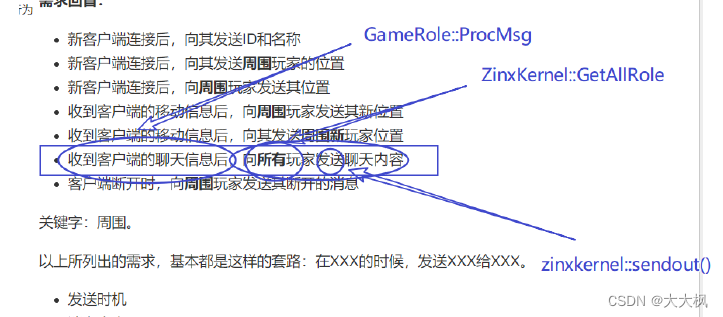 行为
需求回首：
新客户端连接后，向其发送ID和名称
新客户端连接后，向其发送周围玩家的位置
新客户端连接后，向周围玩家发送其位置
收到客户端的移动信息后，向周围玩家发送其新位置
收到客户端的移动信息后，向其发送周围新玩家位置
收到客户端的聊天信息后，向所有玩家发送聊天内容
客户端断开时，向周围玩家发送其断开的消息
关键字：周围。
以上所列出的需求，基本都是这样的套路：在XXX的时候，发送XXX给XXX。
发送时机
GameRole::ProcMsg
ZinxKernel::GetAllRole
zinxkernel::sendout()
CSDN @大大枫